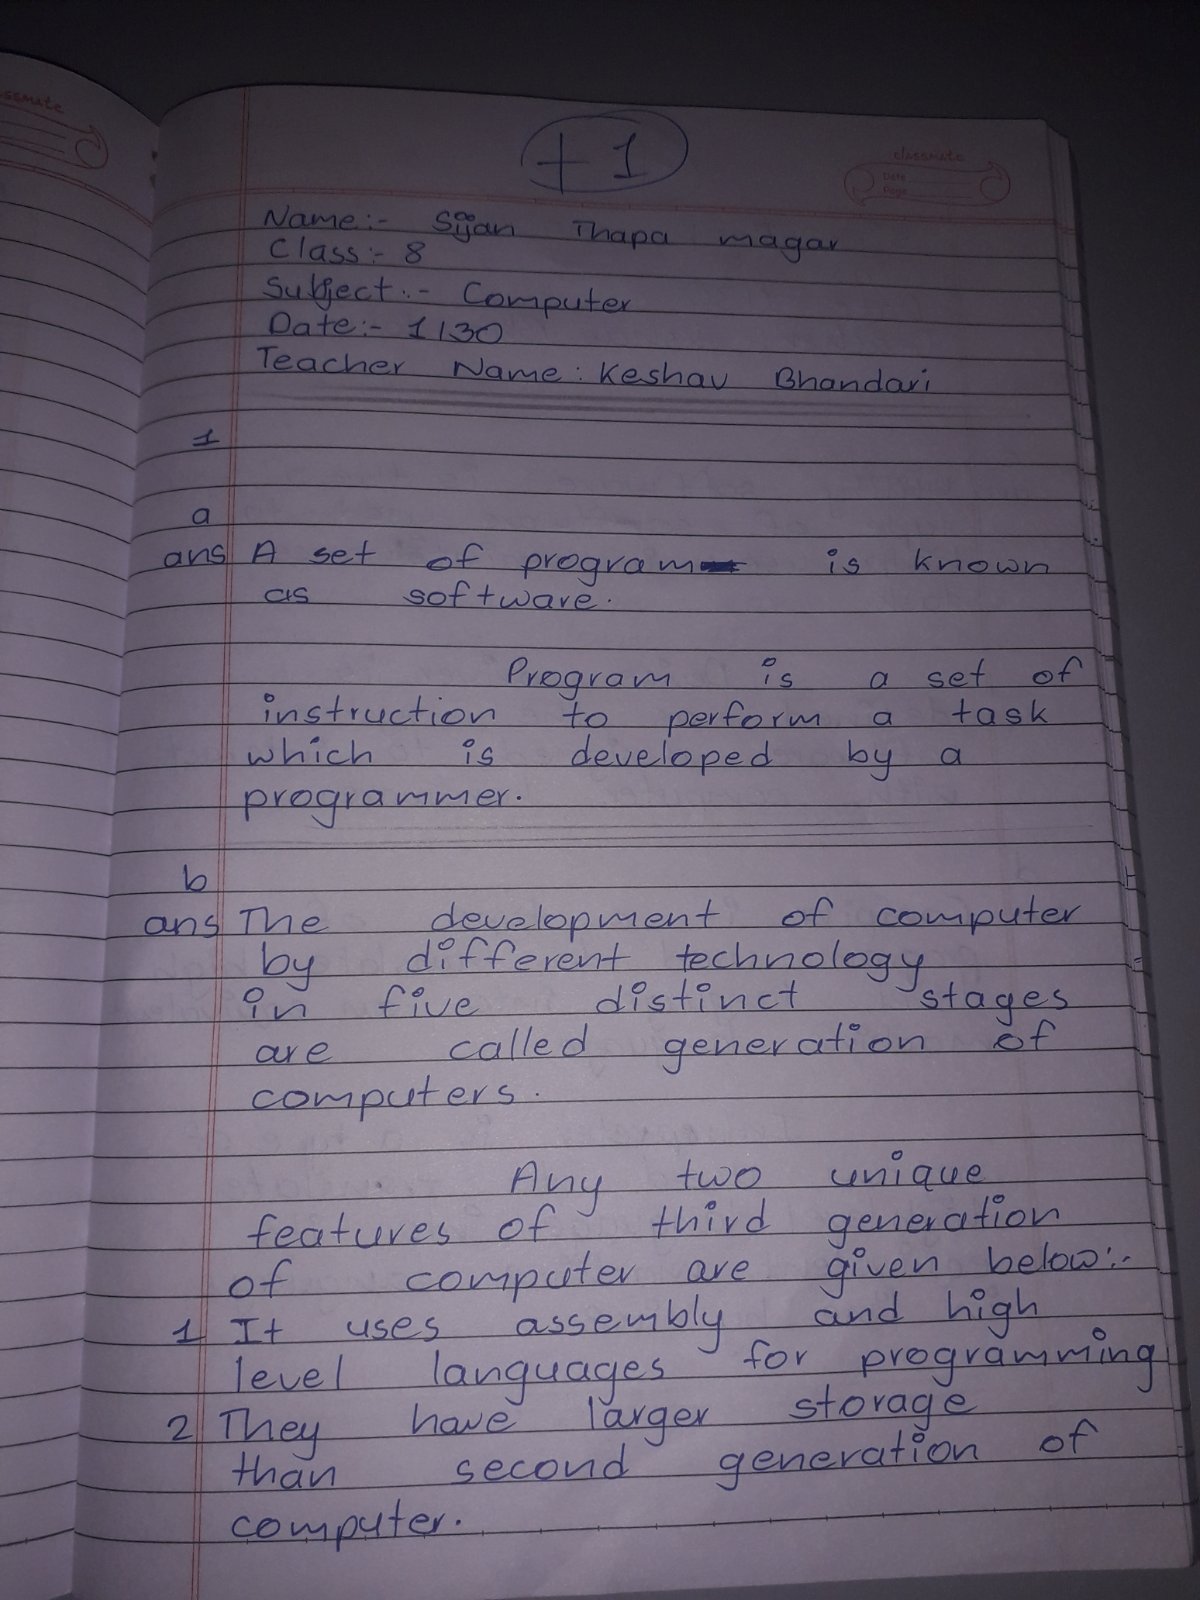 ssmate
+1
classmate
Date
Page
Name:- Sijan Thapa magar
Class:- 8
Subject:- Computer
Date:- 1/30
Teacher Name: Keshav Bhandari
1
a
ans A set of program is known
as software.
Program is a set of
instruction to perform a task
which is developed by a
programmer.
b
ans The development of computer
by different technology
in five distinct stages
are called generation of
computers.
Any two unique
features of third generation
of computer are given below:-
1 It uses assembly and high
level languages for programming
2 They have larger storage
than second generation of
computer.